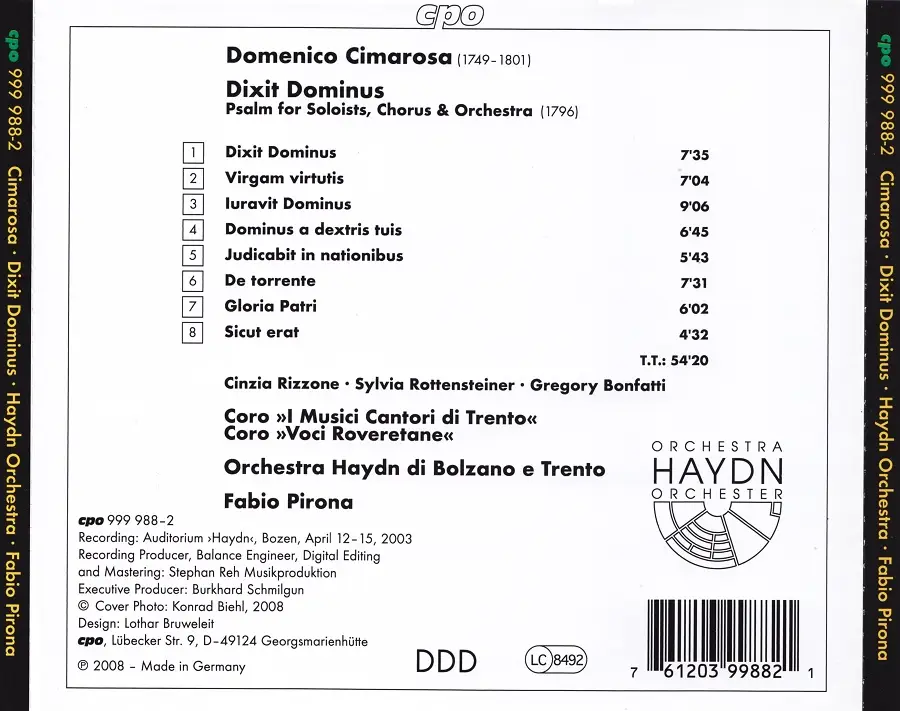 cpo
cpo 999 988-2 Cimarosa · Dixit Dominus · Haydn Orchestra · Fabio Pirona
Domenico Cimarosa (1749-1801)
Dixit Dominus
Psalm for Soloists, Chorus & Orchestra (1796)
1 Dixit Dominus 7'35
2 Virgam virtutis 7'04
3 Iuravit Dominus 9'06
4 Dominus a dextris tuis 6'45
5 Judicabit in nationibus 5'43
6 De torrente 7'31
7 Gloria Patri 6'02
8 Sicut erat 4'32
T.T.: 54'20
Cinzia Rizzone · Sylvia Rottensteiner · Gregory Bonfatti
Coro »I Musici Cantori di Trento«
Coro »Voci Roveretane«
Orchestra Haydn di Bolzano e Trento
Fabio Pirona
ORCHESTRA
HAYDN
ORCHESTER
cpo 999 988-2
Recording: Auditorium ›Haydn‹, Bozen, April 12-15, 2003
Recording Producer, Balance Engineer, Digital Editing
and Mastering: Stephan Reh Musikproduktion
Executive Producer: Burkhard Schmilgun
© Cover Photo: Konrad Biehl, 2008
Design: Lothar Bruweleit
cpo, Lübecker Str. 9, D-49124 Georgsmarienhütte
℗ 2008 - Made in Germany
DDD
LC 8492
7 61203 99882 1
cpo 999 988-2 Cimarosa · Dixit Dominus · Haydn Orchestra · Fabio Pirona